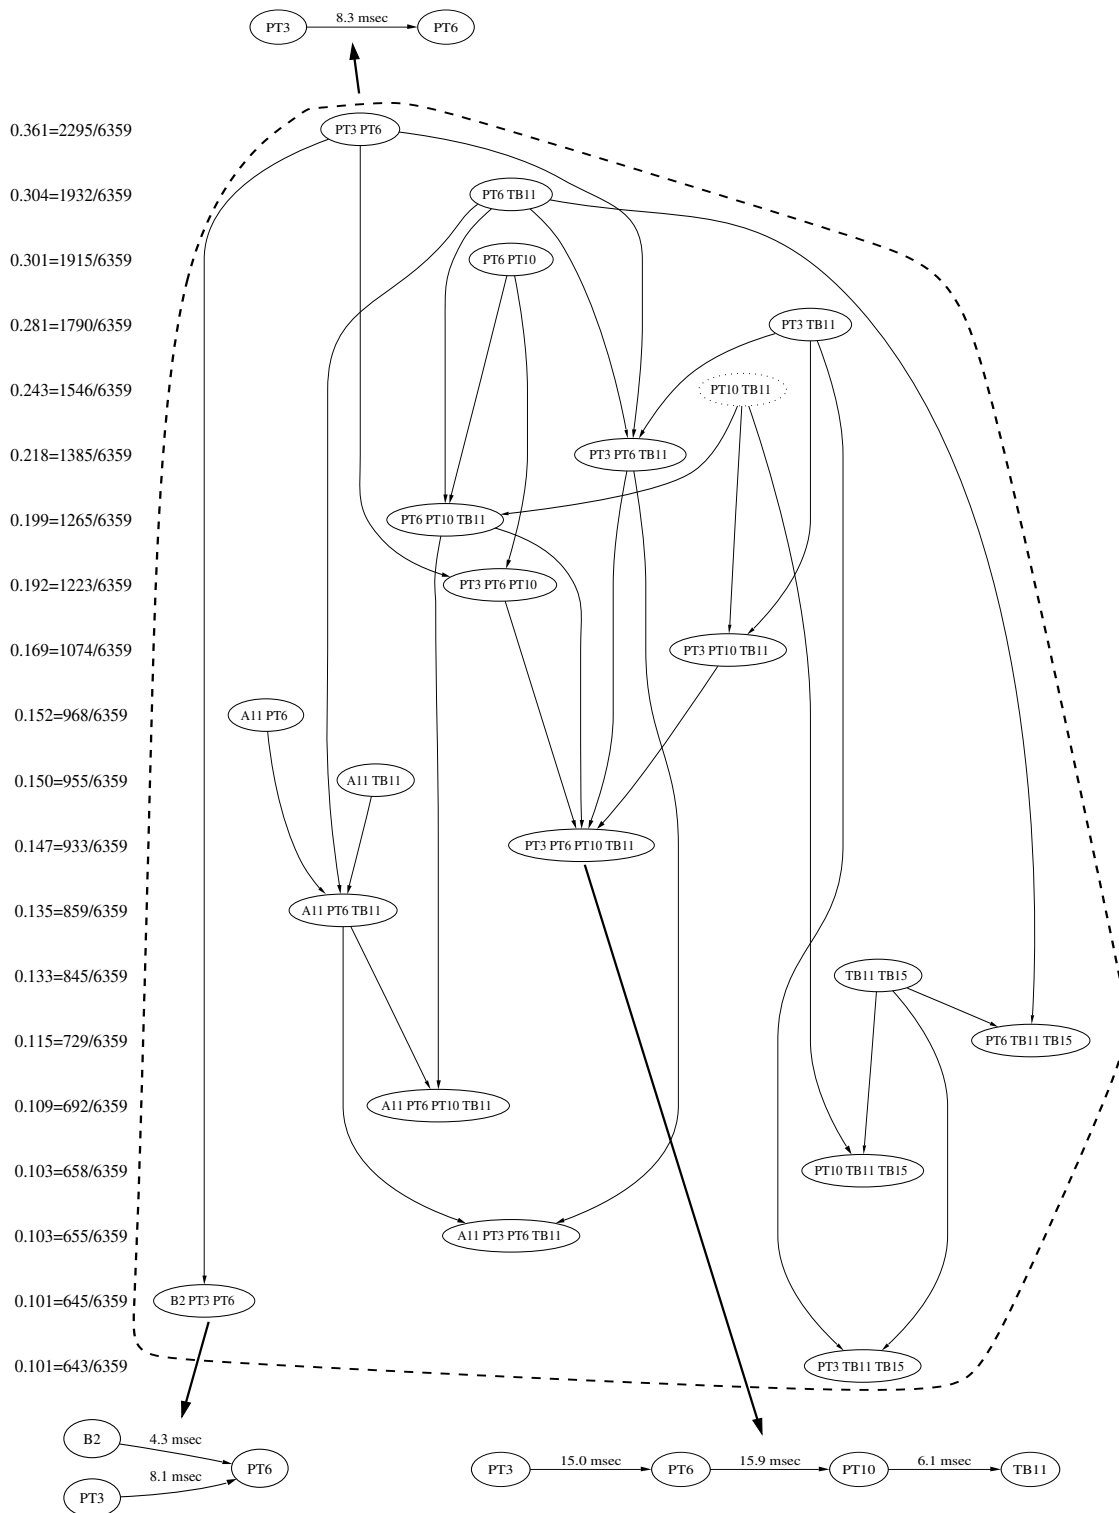 PT3 8.3 msec PT6
0.361=2295/6359 PT3 PT6
0.304=1932/6359 PT6 TB11
0.301=1915/6359 PT6 PT10
0.281=1790/6359 PT3 TB11
0.243=1546/6359 PT10 TB11
0.218=1385/6359 PT3 PT6 TB11
0.199=1265/6359 PT6 PT10 TB11
0.192=1223/6359 PT3 PT6 PT10
0.169=1074/6359 PT3 PT10 TB11
0.152=968/6359 A11 PT6
0.150=955/6359 A11 TB11
0.147=933/6359 PT3 PT6 PT10 TB11
0.135=859/6359 A11 PT6 TB11
0.133=845/6359 TB11 TB15
0.115=729/6359 PT6 TB11 TB15
0.109=692/6359 A11 PT6 PT10 TB11
0.103=658/6359 PT10 TB11 TB15
0.103=655/6359 A11 PT3 PT6 TB11
0.101=645/6359 B2 PT3 PT6
0.101=643/6359 PT3 TB11 TB15
B2 4.3 msec
PT6
PT3 8.1 msec
PT3 15.0 msec PT6 15.9 msec PT10 6.1 msec TB11